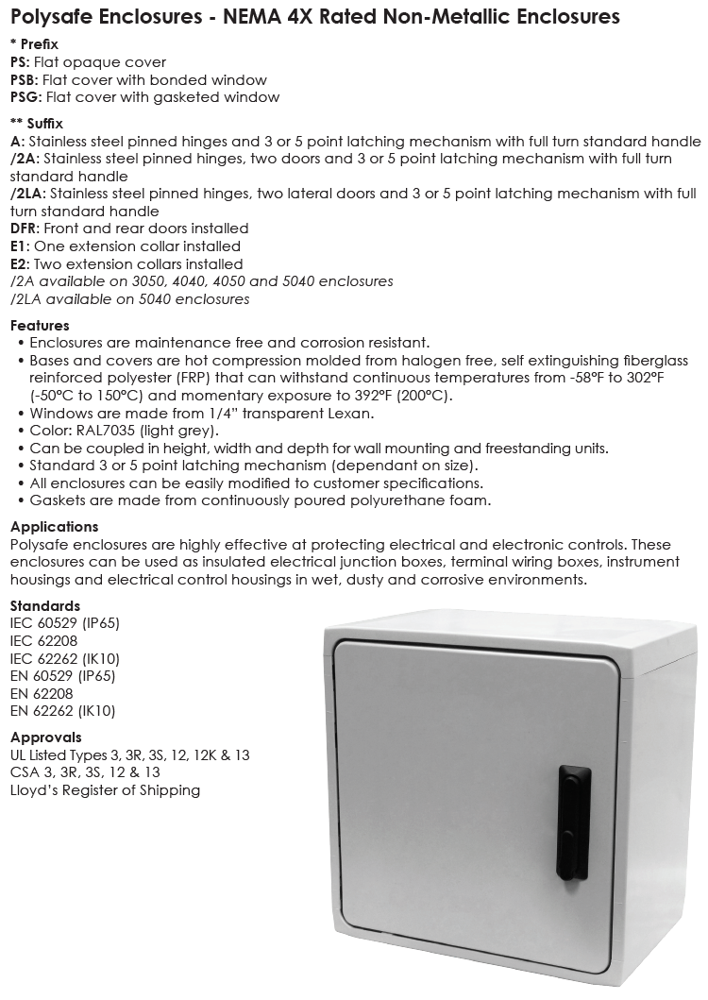 Polysafe Enclosures - NEMA 4X Rated Non-Metallic Enclosures
* Prefix
PS: Flat opaque cover
PSB: Flat cover with bonded window
PSG: Flat cover with gasketed window
** Suffix
A: Stainless steel pinned hinges and 3 or 5 point latching mechanism with full turn standard handle
/2A: Stainless steel pinned hinges, two doors and 3 or 5 point latching mechanism with full turn
standard handle
/2LA: Stainless steel pinned hinges, two lateral doors and 3 or 5 point latching mechanism with full
turn standard handle
DFR: Front and rear doors installed
E1: One extension collar installed
E2: Two extension collars installed
/2A available on 3050, 4040, 4050 and 5040 enclosures
/2LA available on 5040 enclosures
Features
• Enclosures are maintenance free and corrosion resistant.
• Bases and covers are hot compression molded from halogen free, self extinguishing fiberglass
reinforced polyester (FRP) that can withstand continuous temperatures from -58°F to 302°F
(-50°C to 150°C) and momentary exposure to 392°F (200°C).
• Windows are made from 1/4” transparent Lexan.
• Color: RAL7035 (light grey).
• Can be coupled in height, width and depth for wall mounting and freestanding units.
• Standard 3 or 5 point latching mechanism (dependant on size).
• All enclosures can be easily modified to customer specifications.
• Gaskets are made from continuously poured polyurethane foam.
Applications
Polysafe enclosures are highly effective at protecting electrical and electronic controls. These
enclosures can be used as insulated electrical junction boxes, terminal wiring boxes, instrument
housings and electrical control housings in wet, dusty and corrosive environments.
Standards
IEC 60529 (IP65)
IEC 62208
IEC 62262 (IK10)
EN 60529 (IP65)
EN 62208
EN 62262 (IK10)
Approvals
UL Listed Types 3, 3R, 3S, 12, 12K & 13
CSA 3, 3R, 3S, 12 & 13
Lloyd’s Register of Shipping